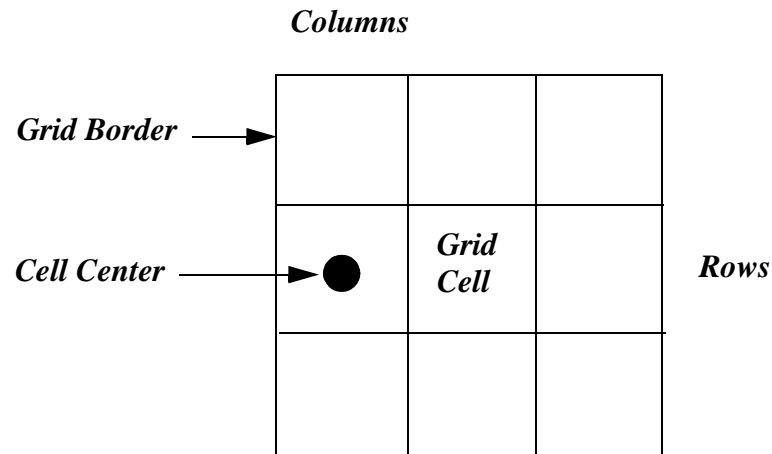 Columns
Grid Border
Grid
Cell
Cell Center
Rows